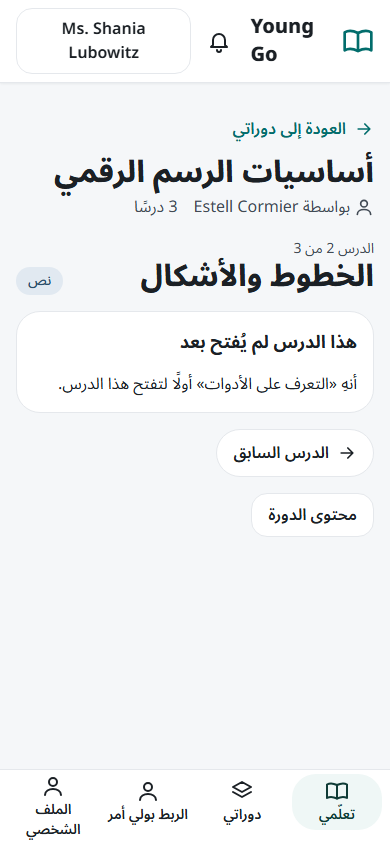 Young
Go
Ms. Shania
Lubowitz
العودة إلى دوراتي
أساسيات الرسم الرقمي
بواسطة Estell Cormier 3 درسًا
الدرس 2 من 3
الخطوط والأشكال
نص
هذا الدرس لم يُفتح بعد
أنهِ «التعرف على الأدوات» أولًا لتفتح هذا الدرس.
الدرس السابق
محتوى الدورة
تعلّمي
دوراتي
الربط بولي أمر
الملف
الشخصي